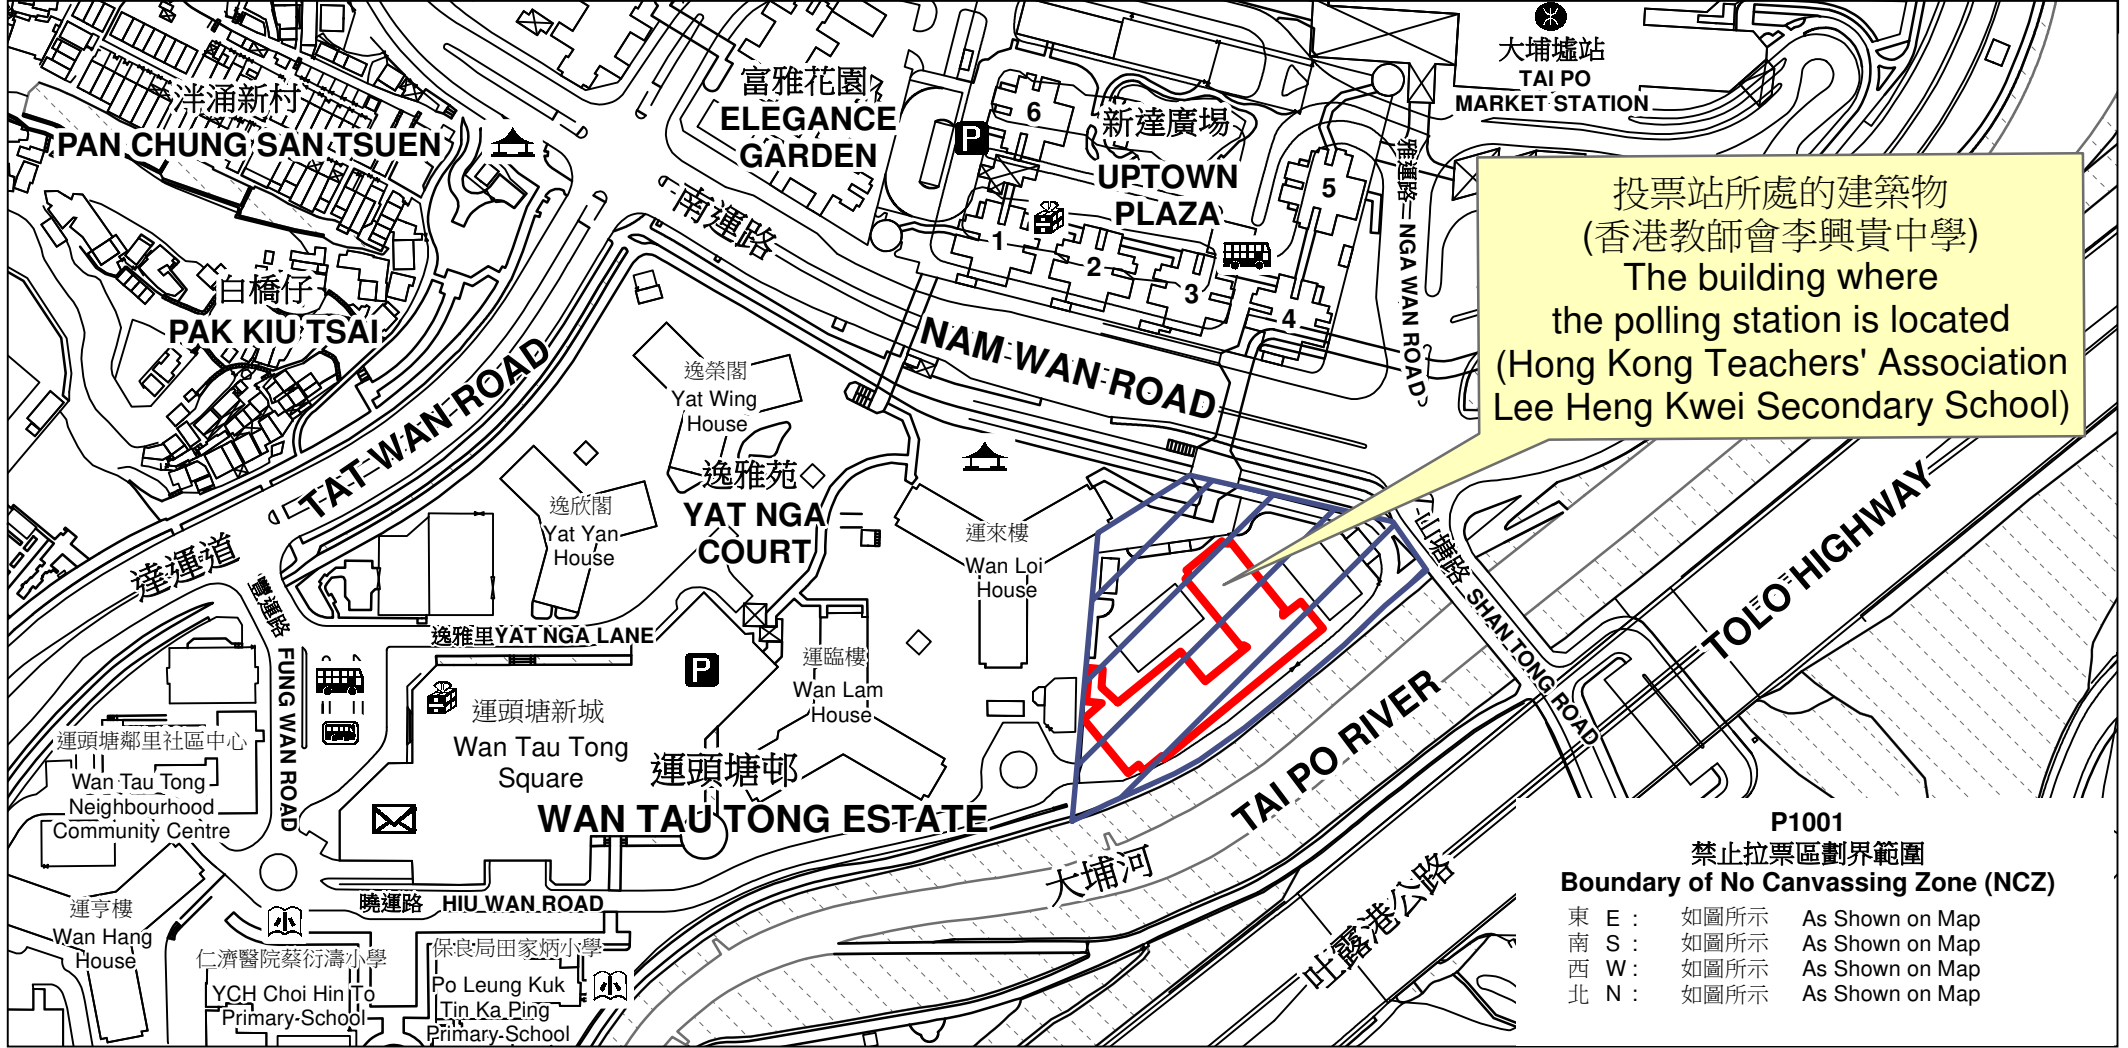 大埔墟站
TAI PO
MARKET STATION
富雅花園
ELEGANCE
GARDEN
新達廣場
UPTOWN
PLAZA
6
5
1
2
3
4
P
泮涌新村
PAN CHUNG SAN TSUEN
白橋仔
PAK KIU TSAI
南運路
NAM WAN ROAD
雅運路
NGA WAN ROAD
投票站所處的建築物
(香港教師會李興貴中學)
The building where
the polling station is located
(Hong Kong Teachers' Association
Lee Heng Kwei Secondary School)
達運道
TAT WAN ROAD
逸榮閣
Yat Wing
House
逸雅苑
YAT NGA
COURT
逸欣閣
Yat Yan
House
運來樓
Wan Loi
House
山塘路 SHAN TONG ROAD
TOLO HIGHWAY
吐露港公路
豐運路
FUNG WAN ROAD
逸雅里 YAT NGA LANE
P
運臨樓
Wan Lam
House
運頭塘新城
Wan Tau Tong
Square
運頭塘邨
WAN TAU TONG ESTATE
運頭塘鄰里社區中心
Wan Tau Tong
Neighbourhood
Community Centre
TAI PO RIVER
大埔河
曉運路 HIU WAN ROAD
運亨樓
Wan Hang
House
小
仁濟醫院蔡衍濤小學
YCH Choi Hin To
Primary School
保良局田家炳小學
Po Leung Kuk
Tin Ka Ping
Primary School
小
P1001
禁止拉票區劃界範圍
Boundary of No Canvassing Zone (NCZ)
東 E : 如圖所示 As Shown on Map
南 S : 如圖所示 As Shown on Map
西 W : 如圖所示 As Shown on Map
北 N : 如圖所示 As Shown on Map